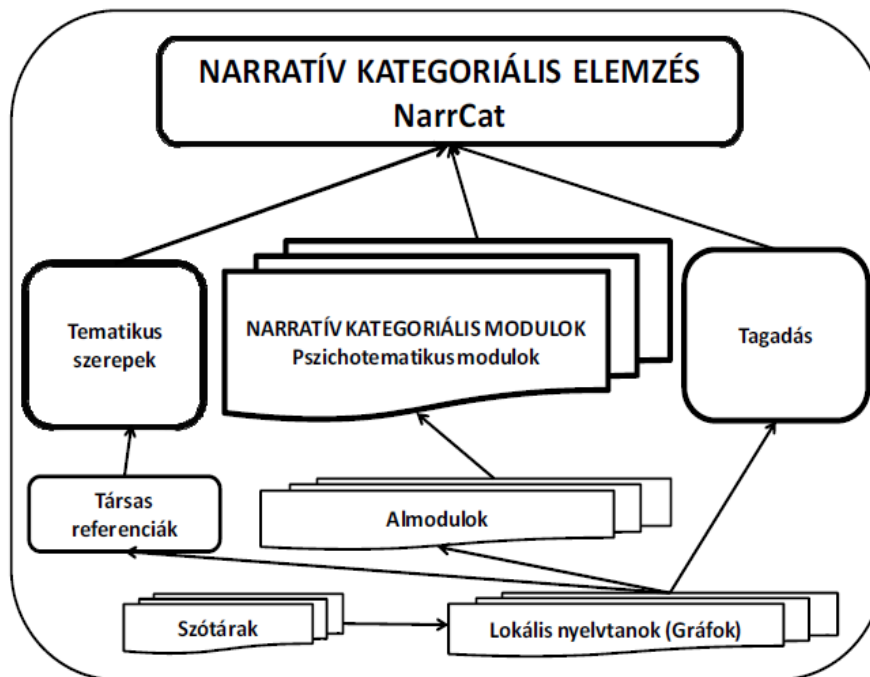 NARRATÍV KATEGORIÁLIS ELEMZÉS
NarrCat
Tematikus
szerepek
NARRATÍV KATEGORIÁLIS MODULOK
Pszichotematikus modulok
Tagadás
Társas
referenciák
Almodulok
Szótárak
Lokális nyelvtanok (Gráfok)